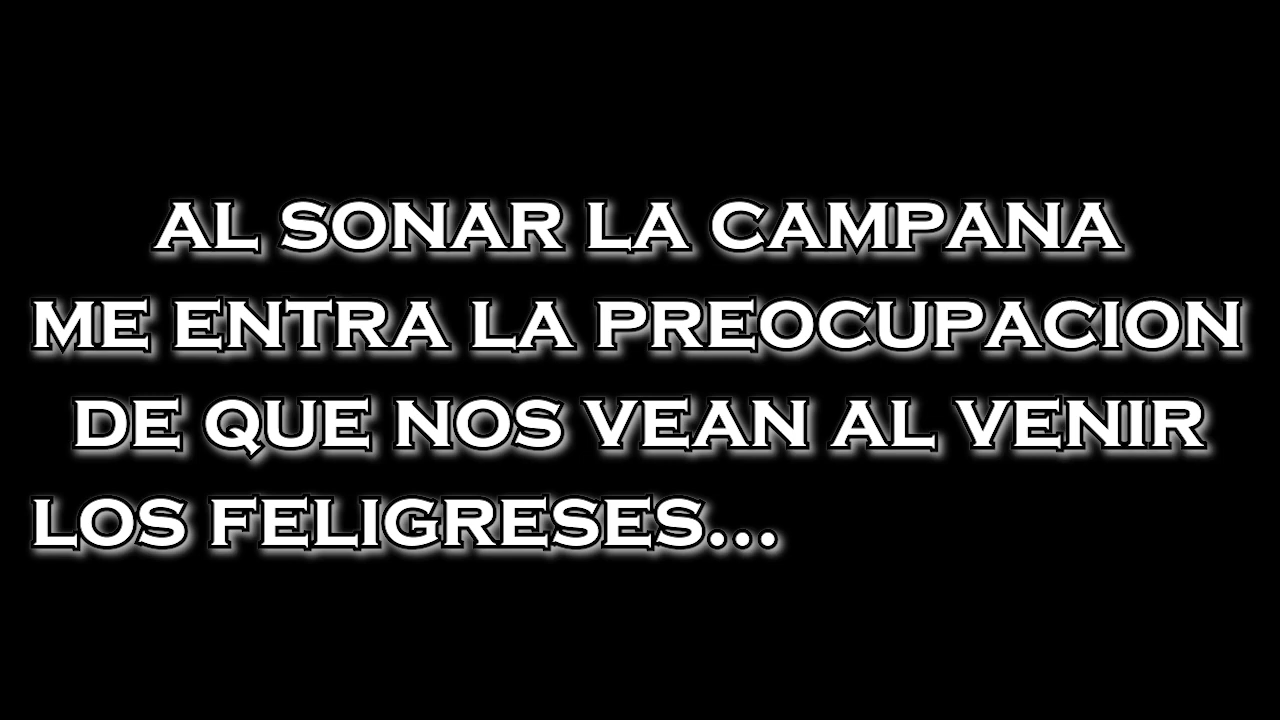 AL SONAR LA CAMPANA
ME ENTRA LA PREOCUPACION
DE QUE NOS VEAN AL VENIR
LOS FELIGRESES...